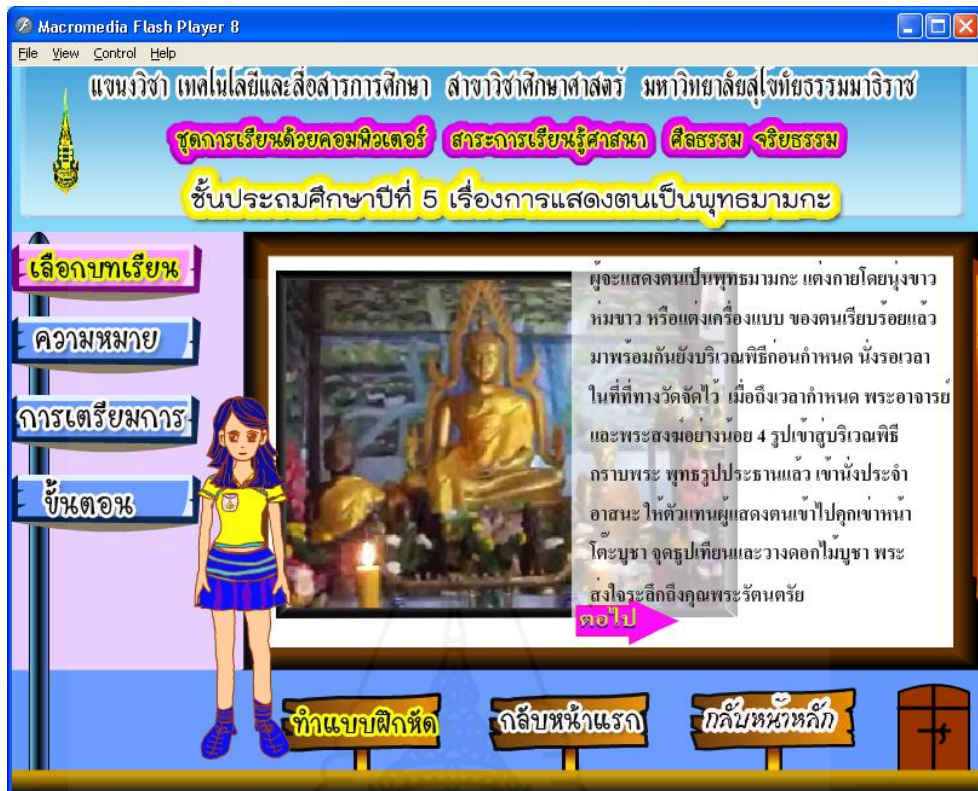 Macromedia Flash Player 8
File View Control Help
แขนงวิชา เทคโนโลยีและสื่อสารการศึกษา สาขาวิชาศึกษาศาสตร์ มหาวิทยาลัยสุโขทัยธรรมมาธิราช
ชุดการเรียนด้วยคอมพิวเตอร์ สาระการเรียนรู้ศาสนา ศีลธรรม จริยธรรม
ชั้นประถมศึกษาปีที่ 5 เรื่องการแสดงตนเป็นพุทธมามกะ
เลือกบทเรียน
ความหมาย
การเตรียมการ
ขั้นตอน
ผู้จะแสดงตนเป็นพุทธมามกะ แต่งกายโดยนุ่งขาว
ห่มขาว หรือแต่งเครื่องแบบ ของตนเรียบร้อยแล้ว
มาพร้อมกันยังบริเวณพิธีก่อนกำหนด นั่งรอเวลา
ในที่ที่ทางวัดจัดไว้ เมื่อถึงเวลากำหนด พระอาจารย์
และพระสงฆ์อย่างน้อย 4 รูปเข้าสู่บริเวณพิธี
กราบพระ พุทธรูปประธานแล้ว เข้านั่งประจำ
อาสนะ ให้ตัวแทนผู้แสดงตนเข้าไปคุกเข่าหน้า
โต๊ะบูชา จุดธูปเทียนและวางดอกไม้บูชา พระ
ส่งใจระลึกถึงคุณพระรัตนตรัย
ต่อไป
ทำแบบฝึกหัด
กลับหน้าแรก
กลับหน้าหลัก